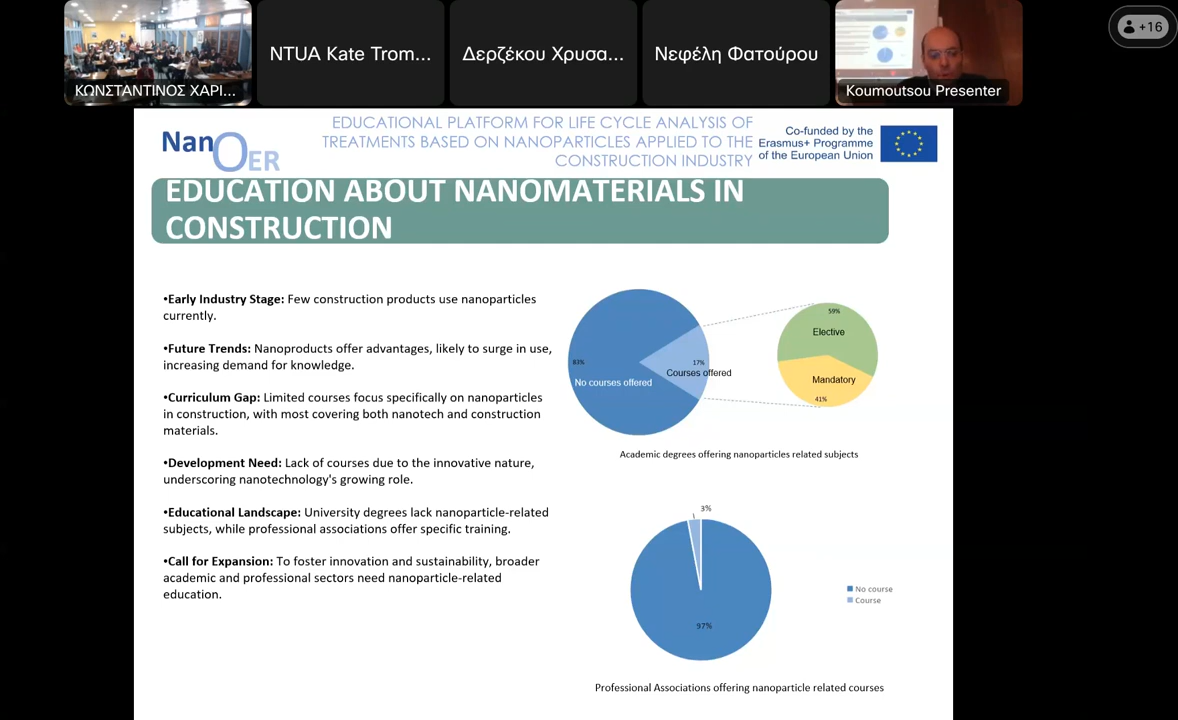 ΚΩΝΣΤΑΝΤΙΝΟΣ ΧΑΡΙ...
NTUA Kate Trom...
Δερζέκου Χρυσα...
Νεφέλη Φατούρου
Koumoutsou Presenter
+16
NanOER
EDUCATIONAL PLATFORM FOR LIFE CYCLE ANALYSIS OF
TREATMENTS BASED ON NANOPARTICLES APPLIED TO THE
CONSTRUCTION INDUSTRY
Co-funded by the
Erasmus+ Programme
of the European Union
EDUCATION ABOUT NANOMATERIALS IN
CONSTRUCTION
•Early Industry Stage: Few construction products use nanoparticles
currently.
•Future Trends: Nanoproducts offer advantages, likely to surge in use,
increasing demand for knowledge.
•Curriculum Gap: Limited courses focus specifically on nanoparticles
in construction, with most covering both nanotech and construction
materials.
•Development Need: Lack of courses due to the innovative nature,
underscoring nanotechnology's growing role.
•Educational Landscape: University degrees lack nanoparticle-related
subjects, while professional associations offer specific training.
•Call for Expansion: To foster innovation and sustainability, broader
academic and professional sectors need nanoparticle-related
education.
83%
No courses offered
17%
Courses offered
59%
Elective
Mandatory
41%
Academic degrees offering nanoparticles related subjects
3%
97%
No course
Course
Professional Associations offering nanoparticle related courses